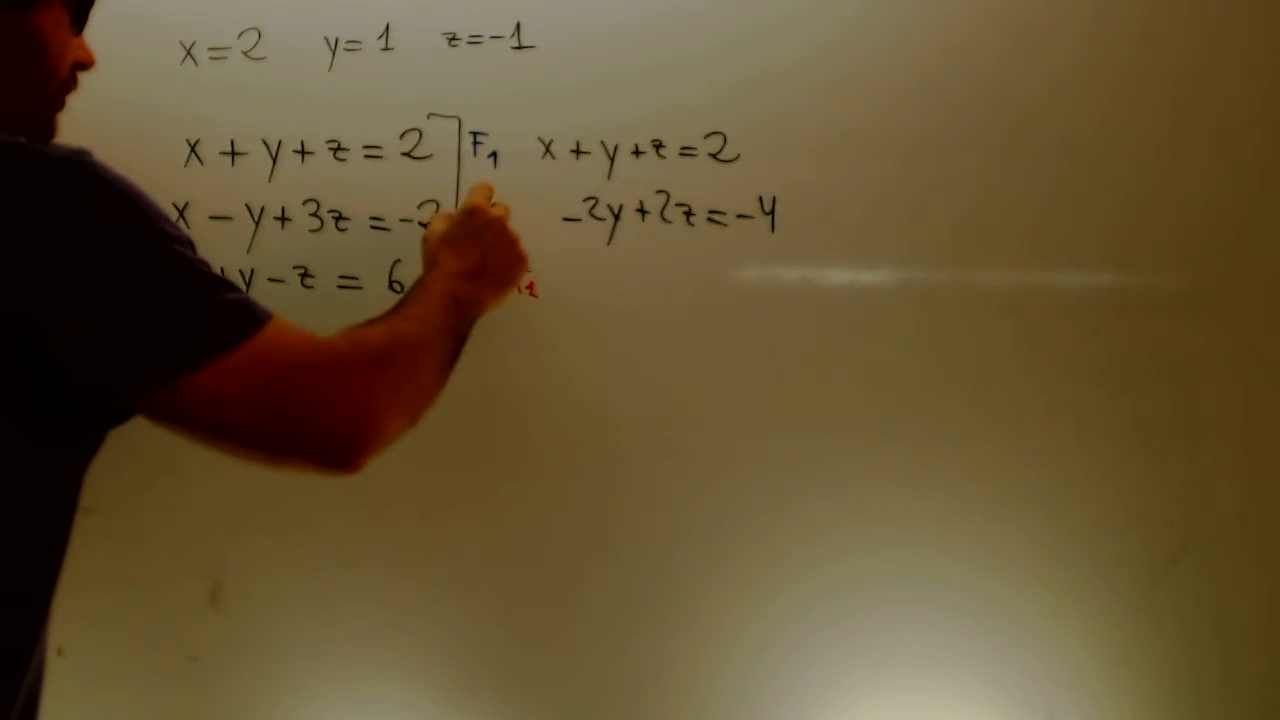 x=2 y=1 z=-1
x+y+z=2 F1 x+y+z=2
x-y+3z=-2 -2y+2z=-4
+y-z=6